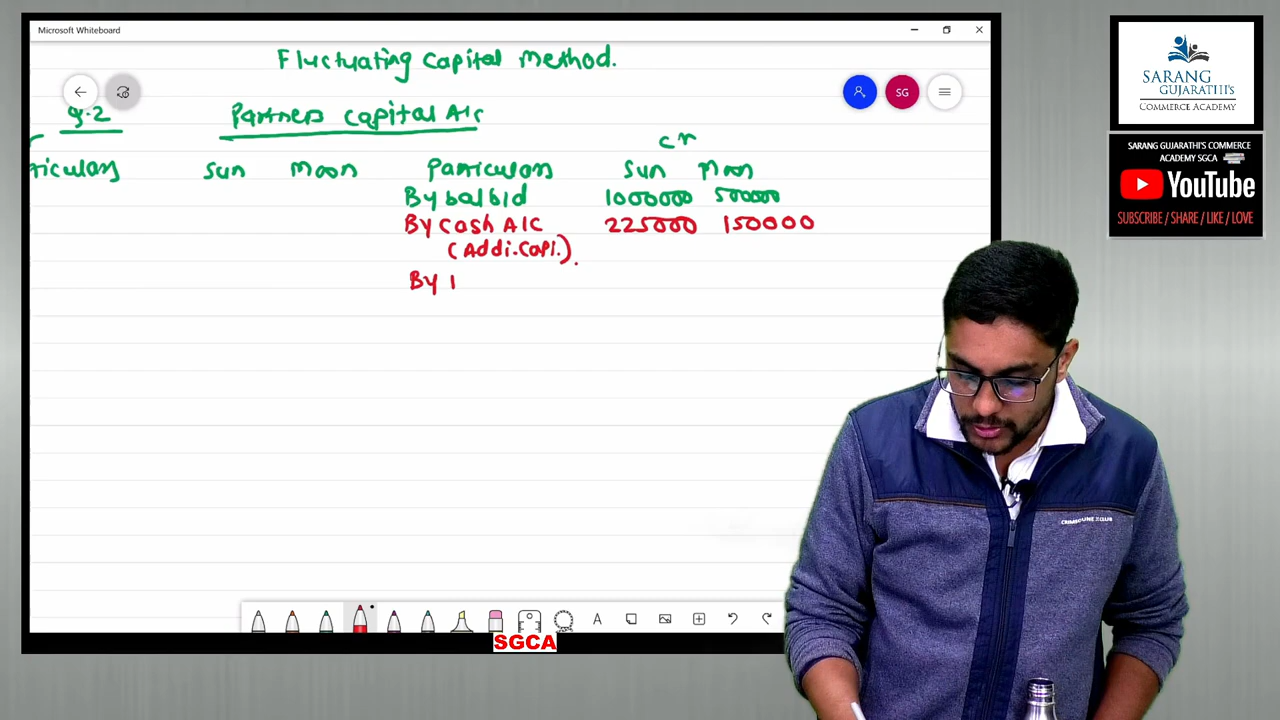 Microsoft Whiteboard
Fluctuating Capital Method.
SG
Q.2 Partners Capital A/c
Cr
ticulars Sun Moon Particulars Sun Moon
By bal b/d 1000000 500000
By Cash A/C 225000 150000
(Addi. Capi.).
By I
SGCA
SARANG
GUJARATHI'S
COMMERCE ACADEMY
SARANG GUJARATHI'S COMMERCE
ACADEMY SGCA
YouTube
SUBSCRIBE / SHARE / LIKE / LOVE